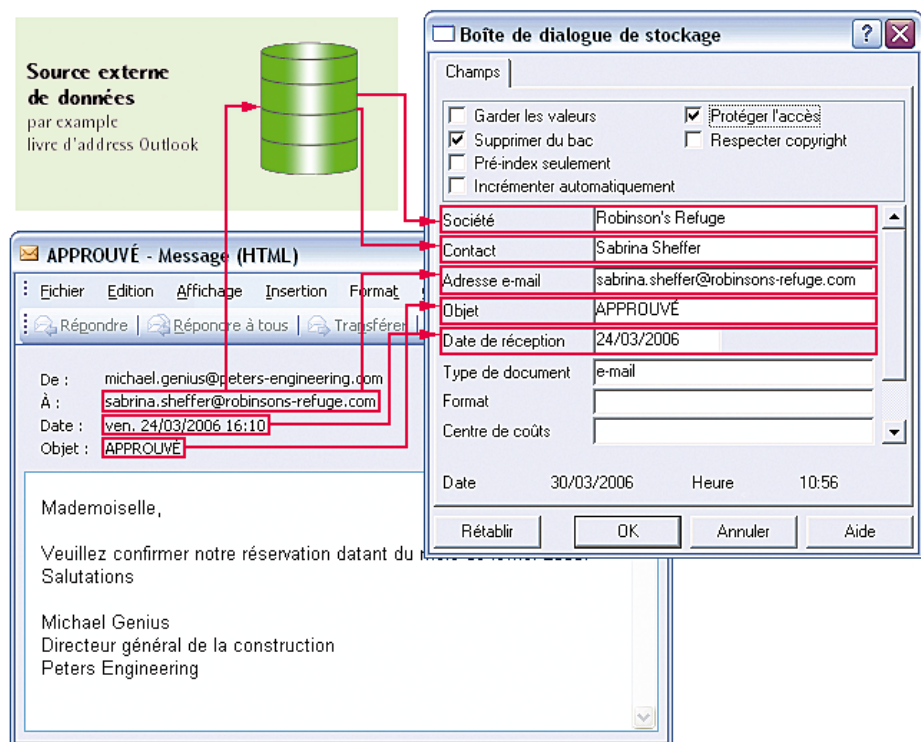 Source externe
de données
par example
livre d'address Outlook
Boîte de dialogue de stockage
Champs
Garder les valeurs
Protéger l'accès
Supprimer du bac
Respecter copyright
Pré-index seulement
Incrémenter automatiquement
Société Robinson's Refuge
Contact Sabrina Sheffer
Adresse e-mail sabrina.sheffer@robinsons-refuge.com
Objet APPROUVÉ
Date de réception 24/03/2006
Type de document e-mail
Format
Centre de coûts
Date 30/03/2006 Heure 10:56
Rétablir OK Annuler Aide
APPROUVÉ - Message (HTML)
Fichier Edition Affichage Insertion Format
Répondre Répondre à tous Transférer
De : michael.genius@peters-engineering.com
À : sabrina.sheffer@robinsons-refuge.com
Date : ven. 24/03/2006 16:10
Objet : APPROUVÉ
Mademoiselle,
Veuillez confirmer notre réservation datant du
Salutations
Michael Genius
Directeur général de la construction
Peters Engineering